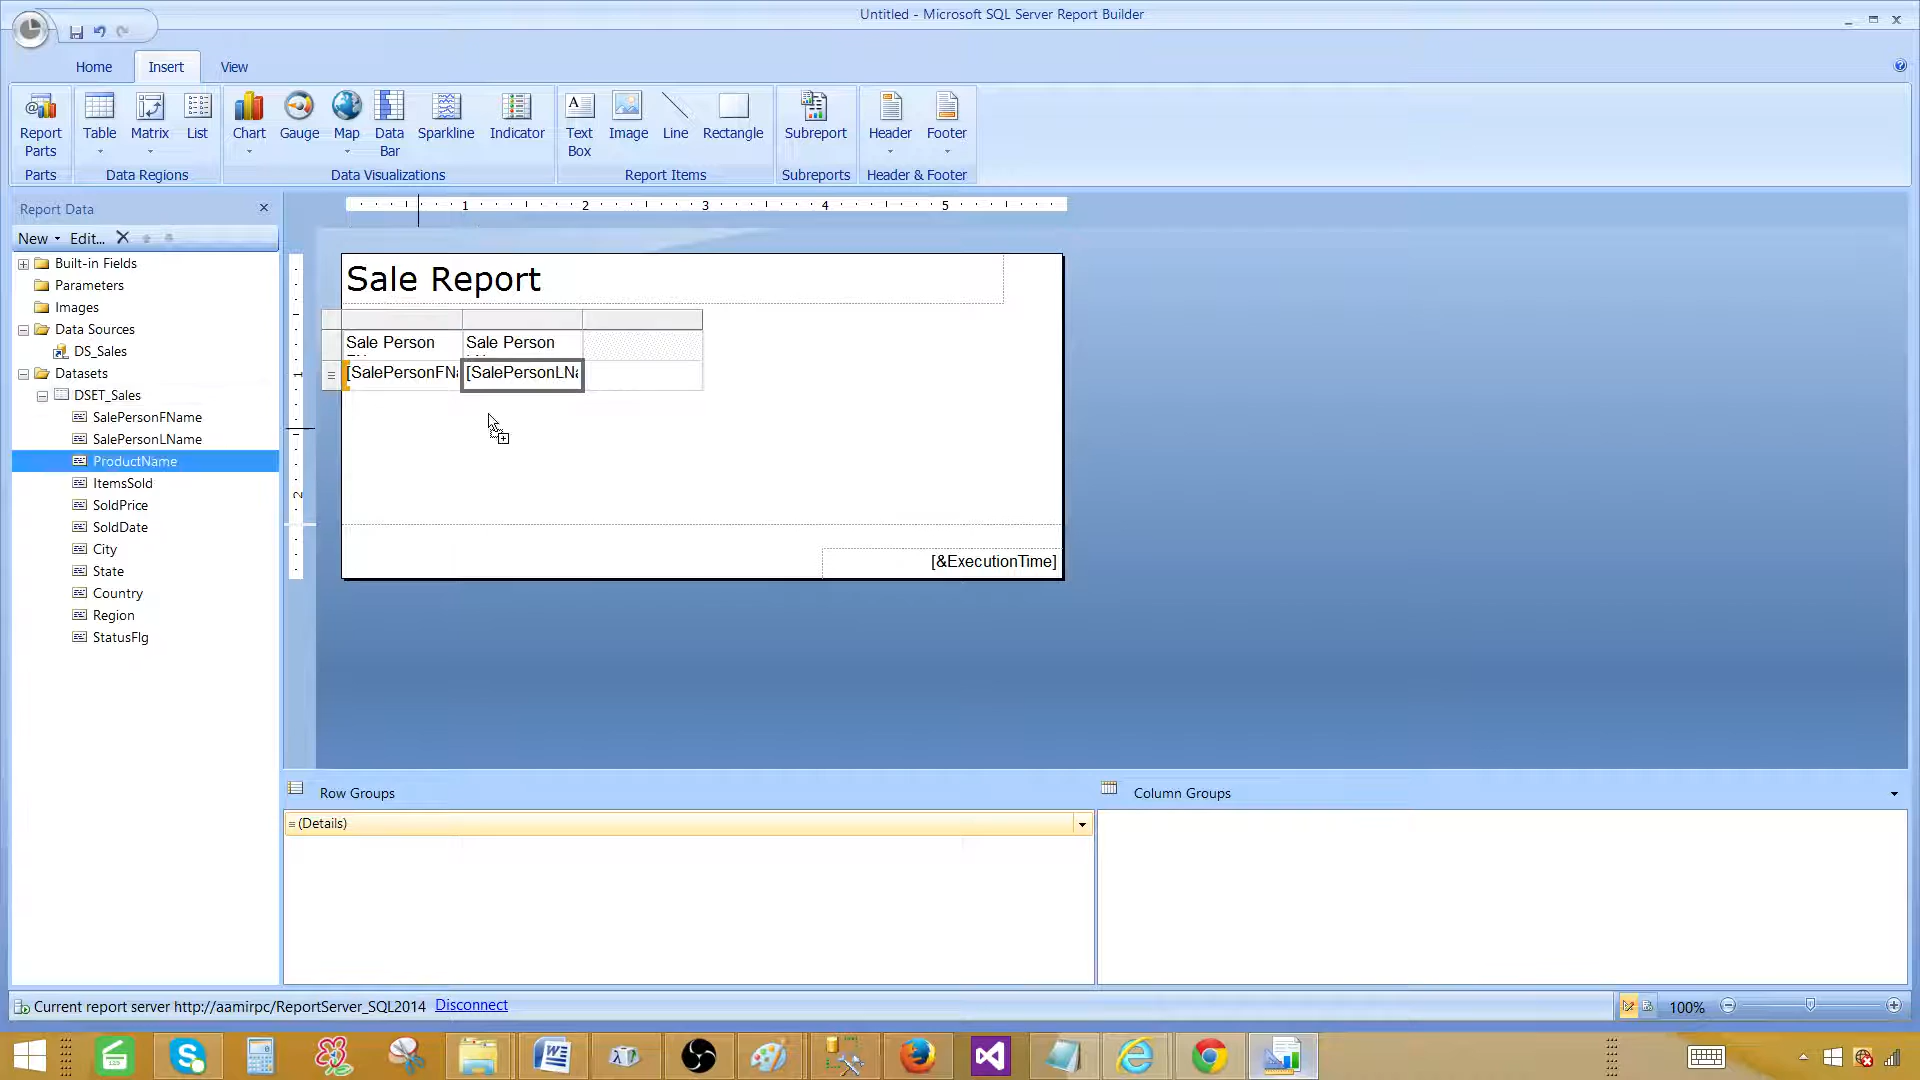 Untitled - Microsoft SQL Server Report Builder
Home Insert View
Report Parts
Table
Matrix
List
Chart
Gauge
Map
Data Bar
Sparkline
Indicator
Text Box
Image
Line
Rectangle
Subreport
Header
Footer
Parts
Data Regions
Data Visualizations
Report Items
Subreports
Header & Footer
Report Data
New Edit...
Built-in Fields
Parameters
Images
Data Sources
DS_Sales
Datasets
DSET_Sales
SalePersonFName
SalePersonLName
ProductName
ItemsSold
SoldPrice
SoldDate
City
State
Country
Region
StatusFlg
1 2 3 4 5
1
2
Sale Report
Sale Person Sale Person
[SalePersonFNa [SalePersonLNa
[&ExecutionTime]
Row Groups
(Details)
Column Groups
Current report server http://aamirpc/ReportServer_SQL2014 Disconnect
100%